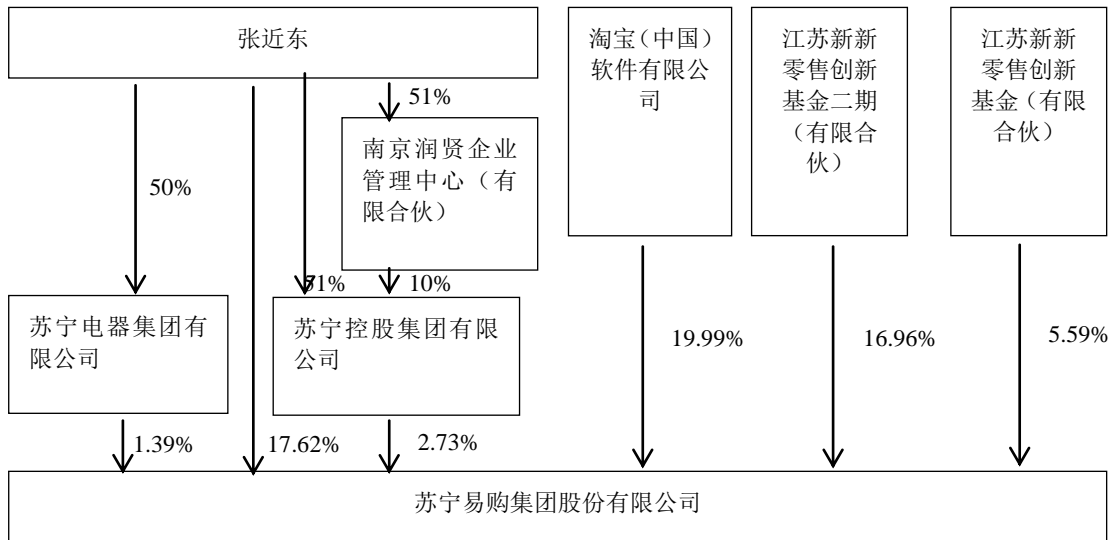 张近东
淘宝（中国）
软件有限公
司
江苏新新
零售创新
基金二期
（有限合
伙）
江苏新新
零售创新
基金（有限
合伙）
51%
南京润贤企业
管理中心（有
限合伙）
50%
51%
10%
苏宁电器集团有
限公司
苏宁控股集团有限
公司
19.99%
16.96%
5.59%
1.39%
17.62%
2.73%
苏宁易购集团股份有限公司